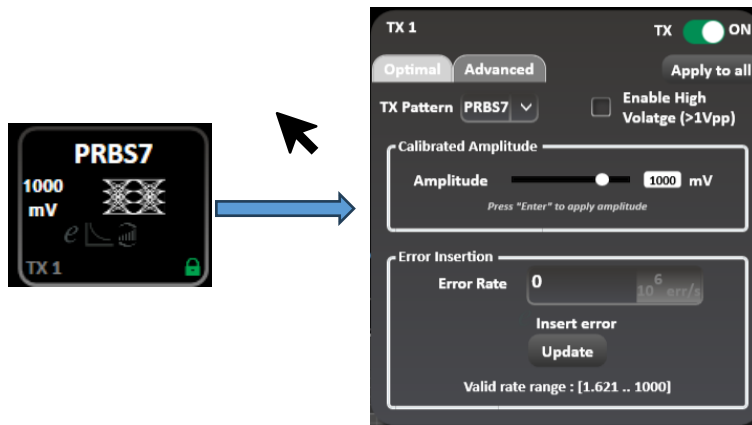 PRBS7
1000
mV
e
TX 1
TX 1
TX ON
Optimal Advanced Apply to all
TX Pattern PRBS7 Enable High
Volatge (>1Vpp)
Calibrated Amplitude
Amplitude 1000 mV
Press "Enter" to apply amplitude
Error Insertion
Error Rate 0 10^6 err/s
Insert error
Update
Valid rate range : [1.621 .. 1000]